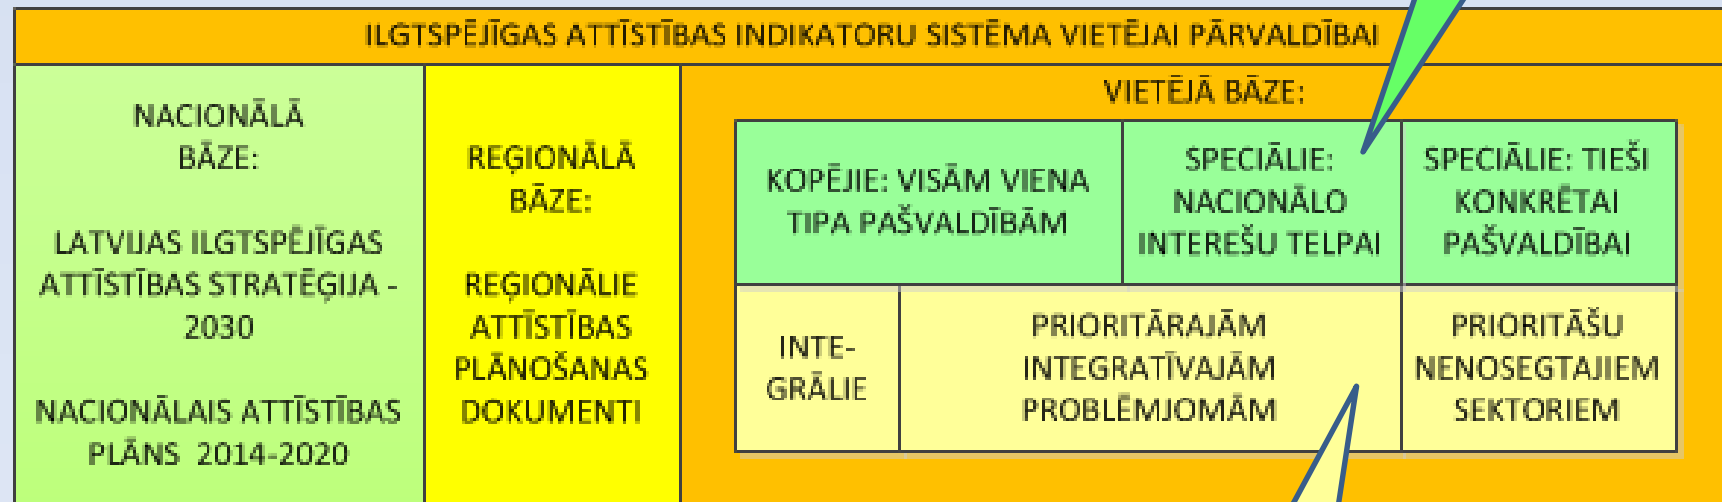 ILGTSPĒJĪGAS ATTĪSTĪBAS INDIKATORU SISTĒMA VIETĒJAI PĀRVALDĪBAI
NACIONĀLĀ
BĀZE:
LATVIJAS ILGTSPĒJĪGAS
ATTĪSTĪBAS STRATĒĢIJA -
2030
NACIONĀLAIS ATTĪSTĪBAS
PLĀNS 2014-2020
REĢIONĀLĀ
BĀZE:
REĢIONĀLIE
ATTĪSTĪBAS
PLĀNOŠANAS
DOKUMENTI
VIETĒJĀ BĀZE:
KOPĒJIE: VISĀM VIENA
TIPA PAŠVALDĪBĀM
SPECIĀLIE:
NACIONĀLO
INTEREŠU TELPAI
SPECIĀLIE: TIEŠI
KONKRĒTAI
PAŠVALDĪBAI
INTE-
GRĀLIE
PRIORITĀRAJĀM
INTEGRATĪVAJĀM
PROBLĒMJOMĀM
PRIORITĀŠU
NENOSEGTAJIEM
SEKTORIEM